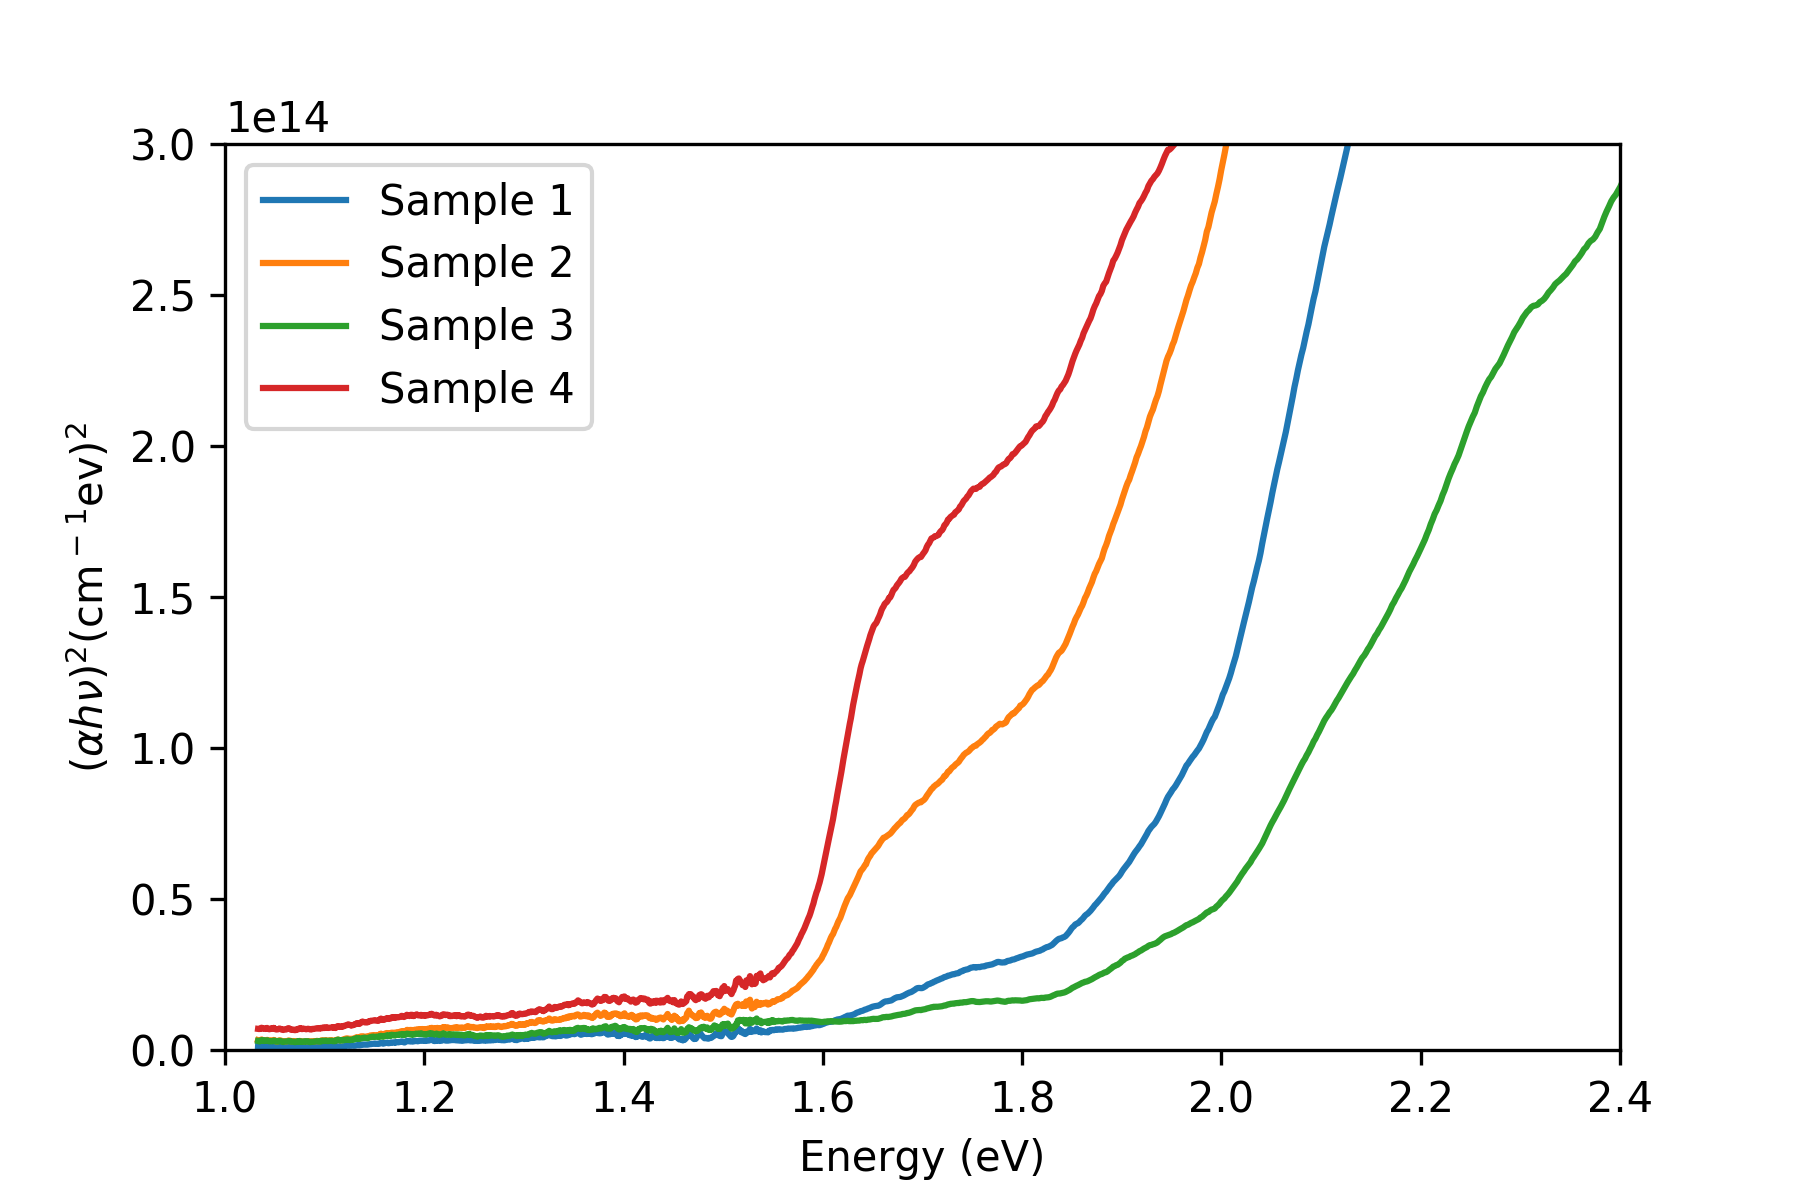 1e14
3.0
2.5
2.0
1.5
1.0
0.5
0.0
Sample 1
Sample 2
Sample 3
Sample 4
(αhν)²(cm⁻¹ev)²
1.0 1.2 1.4 1.6 1.8 2.0 2.2 2.4
Energy (eV)